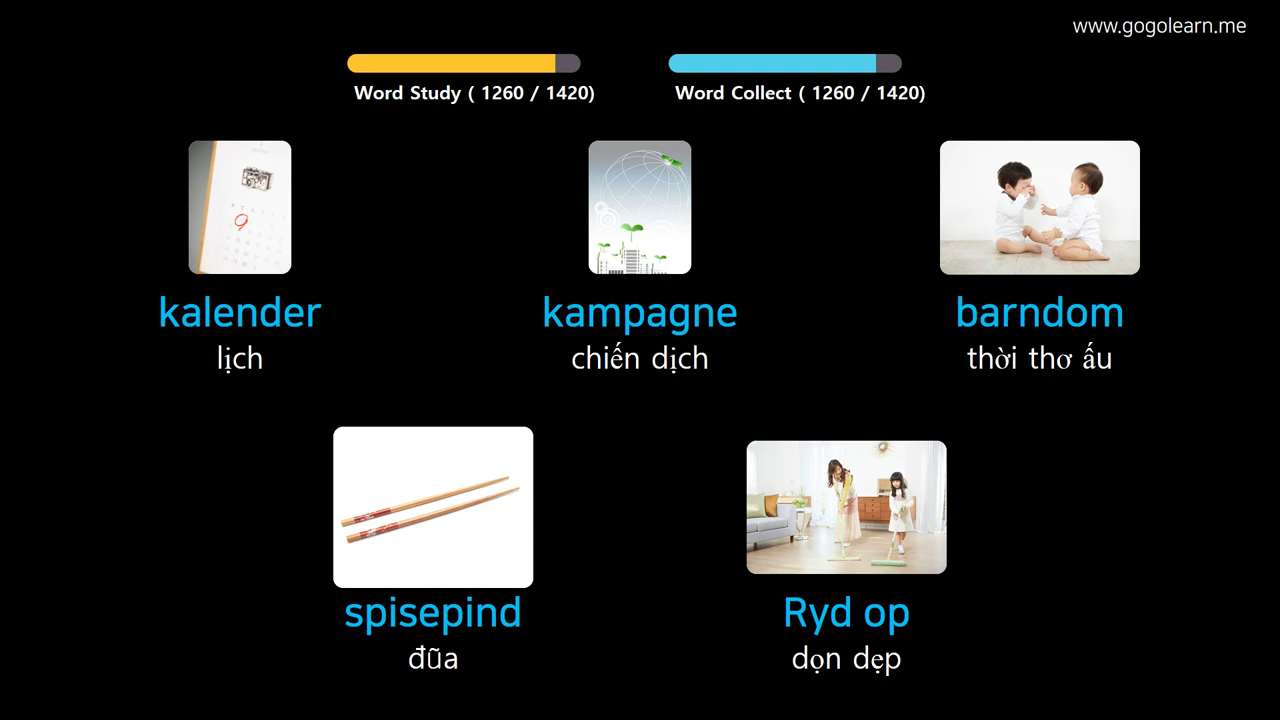 www.gogolearn.me
Word Study ( 1260 / 1420)
Word Collect ( 1260 / 1420)
kalender
lịch
kampagne
chiến dịch
barndom
thời thơ ấu
spisepind
đũa
Ryd op
dọn dẹp